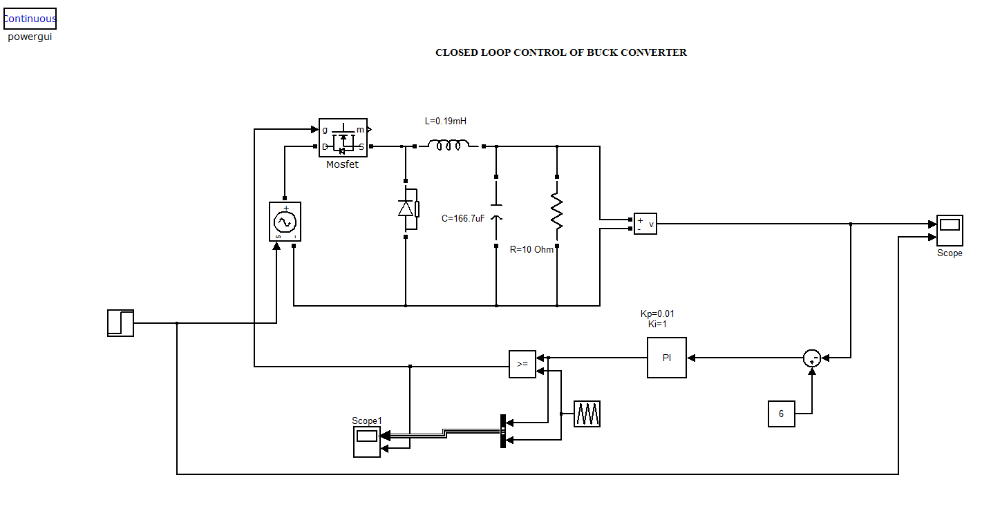 Continuous
powergui
CLOSED LOOP CONTROL OF BUCK CONVERTER
L=0.19mH
g m
D S
Mosfet
+
s -
C=166.7uF
+
- v
R=10 Ohm
Scope
Kp=0.01
Ki=1
>=
PI
-
+
6
Scope1